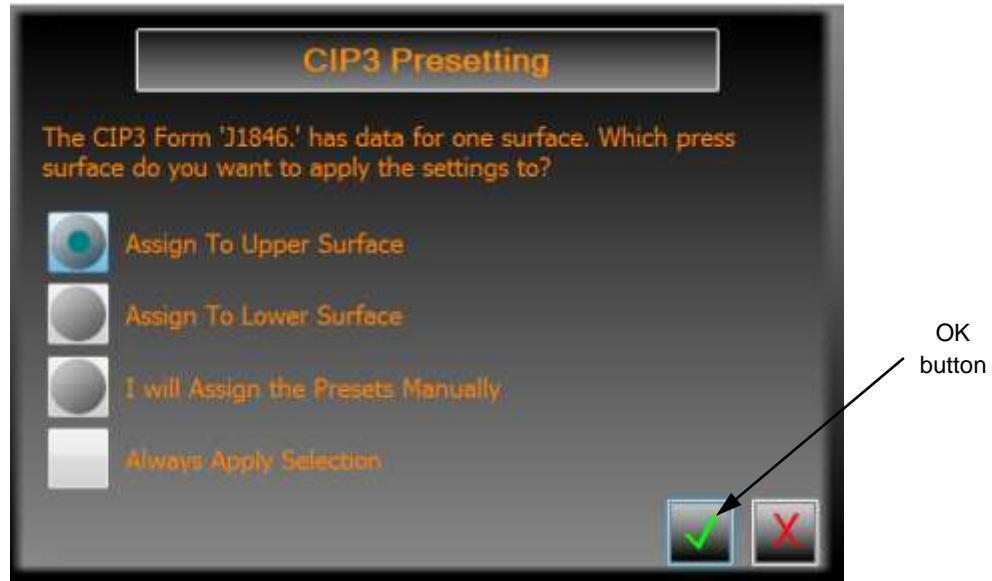 CIP3 Presetting
The CIP3 Form 'J1846.' has data for one surface. Which press
surface do you want to apply the settings to?
Assign To Upper Surface
Assign To Lower Surface
I will Assign the Presets Manually
Always Apply Selection
X
OK
button